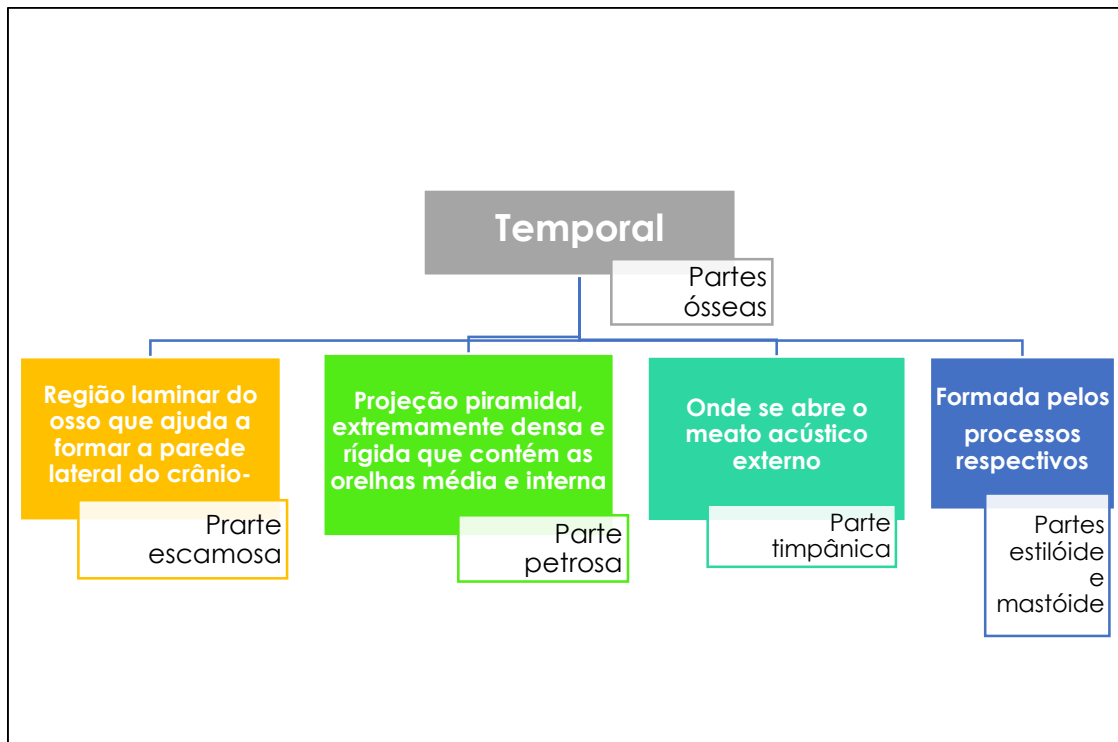 Temporal
Partes
ósseas
Região laminar do
osso que ajuda a
formar a parede
lateral do crânio-
Prarte
escamosa
Projeção piramidal,
extremamente densa e
rígida que contém as
orelhas média e interna
Parte
petrosa
Onde se abre o
meato acústico
externo
Parte
timpânica
Formada pelos
processos
respectivos
Partes
estilóide
e
mastóide